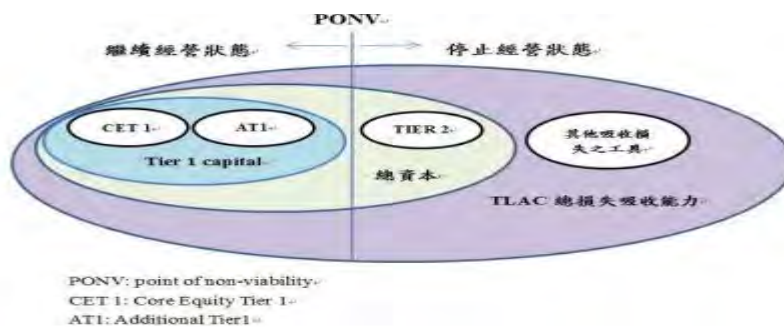 PONV
繼續經營狀態
停止經營狀態
CET 1
AT1
TIER 2
其他吸收損
失之工具
Tier 1 capital
總資本
TLAC 總損失吸收能力
PONV: point of non-viability
CET 1: Core Equity Tier 1
AT1: Additional Tier1